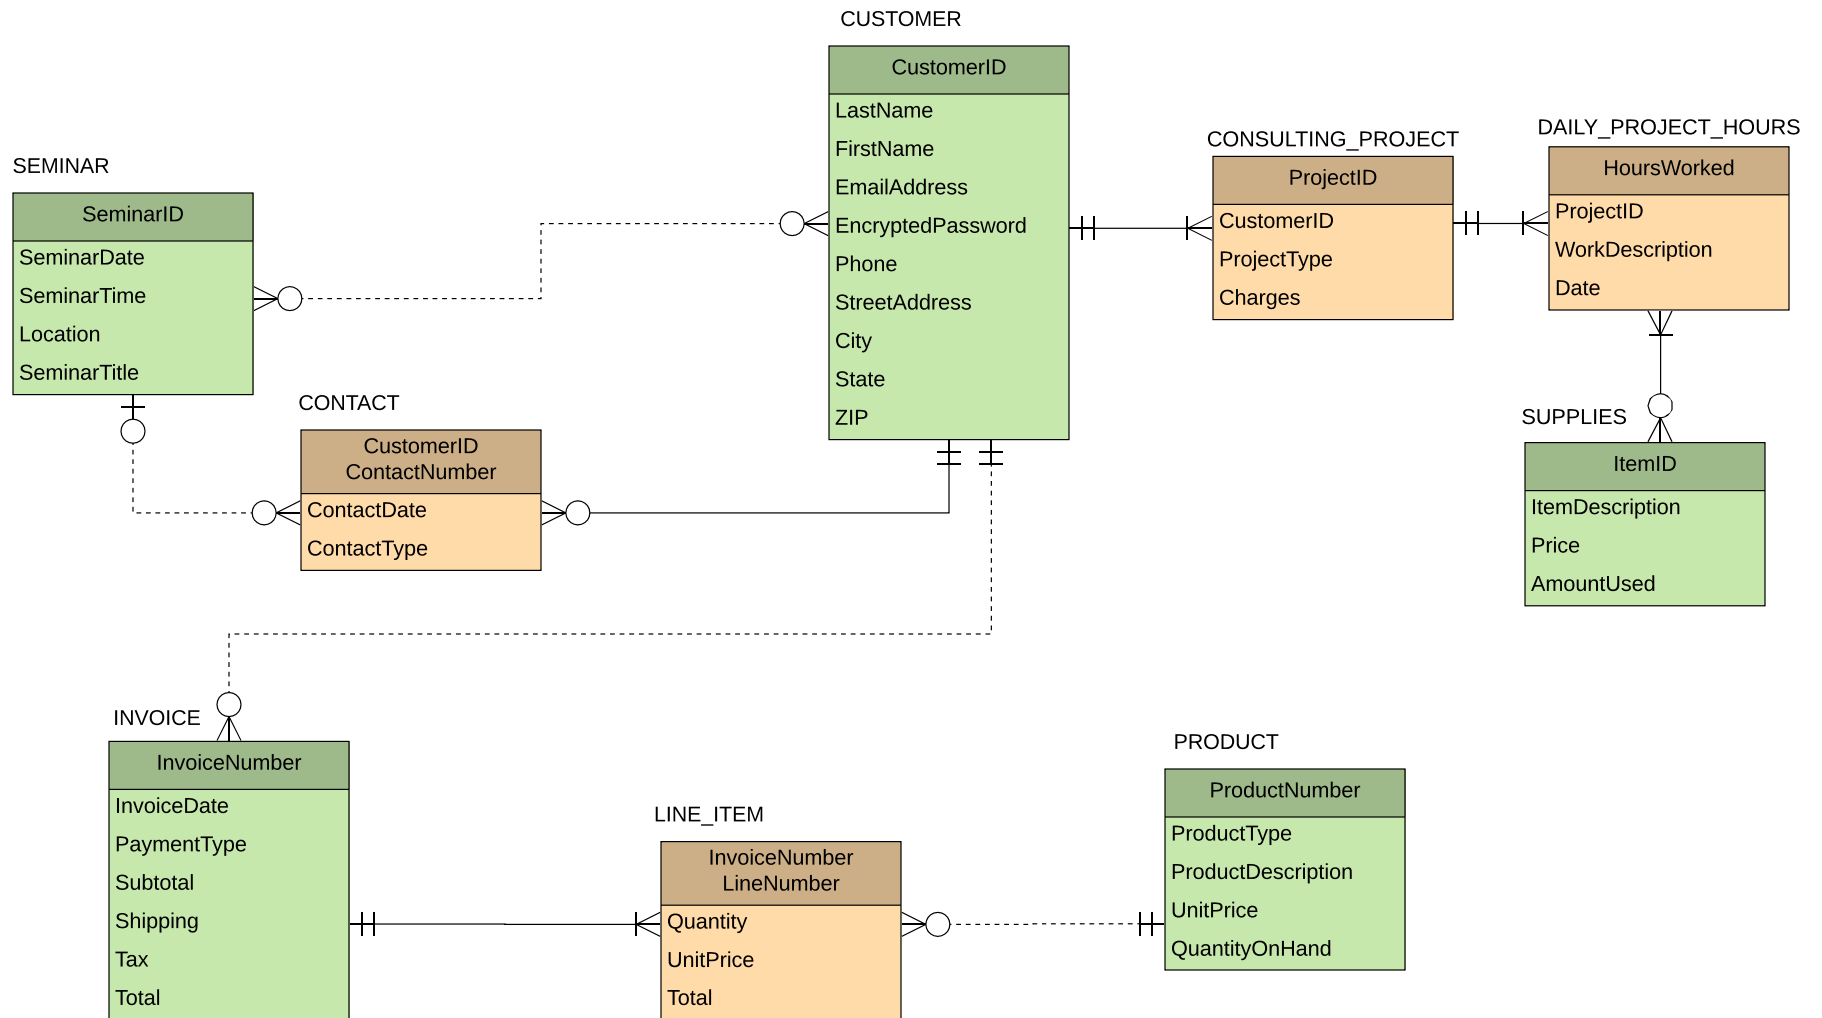 CUSTOMER
CustomerID
LastName
FirstName
EmailAddress
EncryptedPassword
Phone
StreetAddress
City
State
ZIP
CONSULTING_PROJECT
ProjectID
CustomerID
ProjectType
Charges
DAILY_PROJECT_HOURS
HoursWorked
ProjectID
WorkDescription
Date
SEMINAR
SeminarID
SeminarDate
SeminarTime
Location
SeminarTitle
CONTACT
CustomerID
ContactNumber
ContactDate
ContactType
SUPPLIES
ItemID
ItemDescription
Price
AmountUsed
INVOICE
InvoiceNumber
InvoiceDate
PaymentType
Subtotal
Shipping
Tax
Total
LINE_ITEM
InvoiceNumber
LineNumber
Quantity
UnitPrice
Total
PRODUCT
ProductNumber
ProductType
ProductDescription
UnitPrice
QuantityOnHand